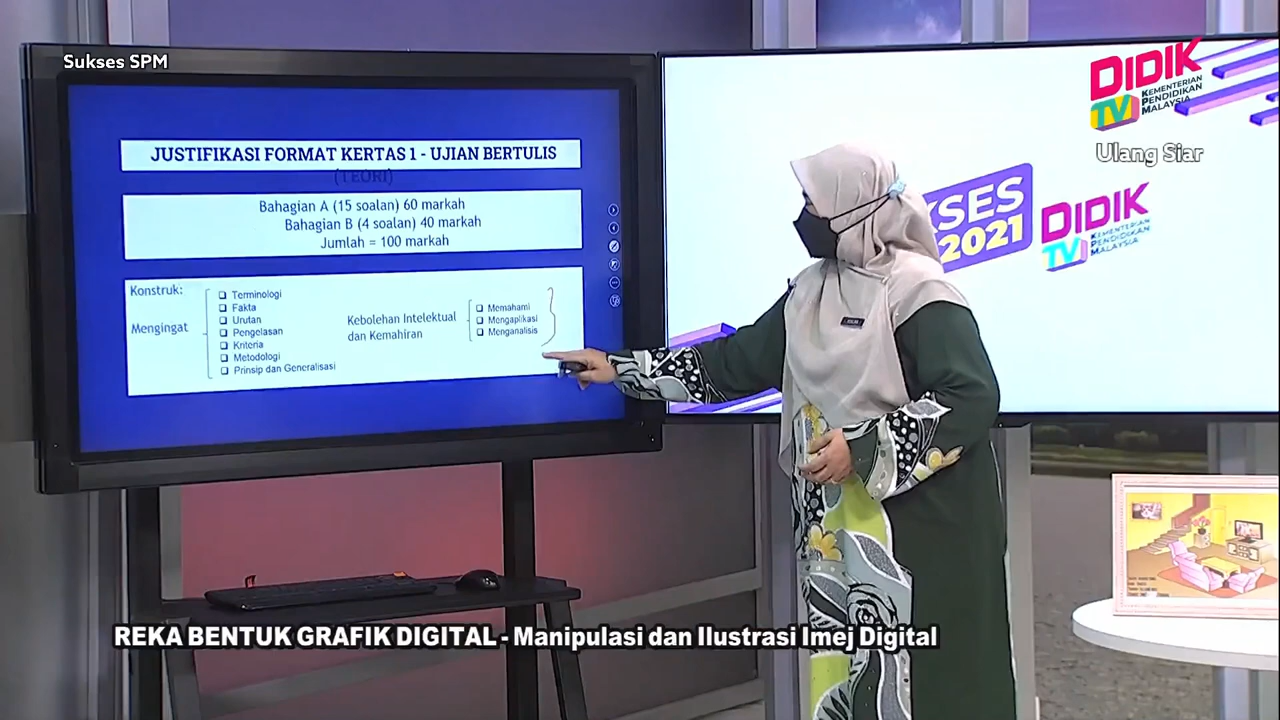 Sukses SPM
JUSTIFIKASI FORMAT KERTAS 1 - UJIAN BERTULIS
(TEORI)
Bahagian A (15 soalan) 60 markah
Bahagian B (4 soalan) 40 markah
Jumlah = 100 markah
Konstruk:
Mengingat
Terminologi
Fakta
Urutan
Pengelasan
Kriteria
Metodologi
Prinsip dan Generalisasi
Kebolehan Intelektual
dan Kemahiran
Memahami
Mengaplikasi
Menganalisis
DIDIK
TV
KEMENTERIAN
PENDIDIKAN
MALAYSIA
Ulang Siar
KSES
2021
DIDIK
TV
KEMENTERIAN
PENDIDIKAN
MALAYSIA
REKA BENTUK GRAFIK DIGITAL - Manipulasi dan Ilustrasi Imej Digital